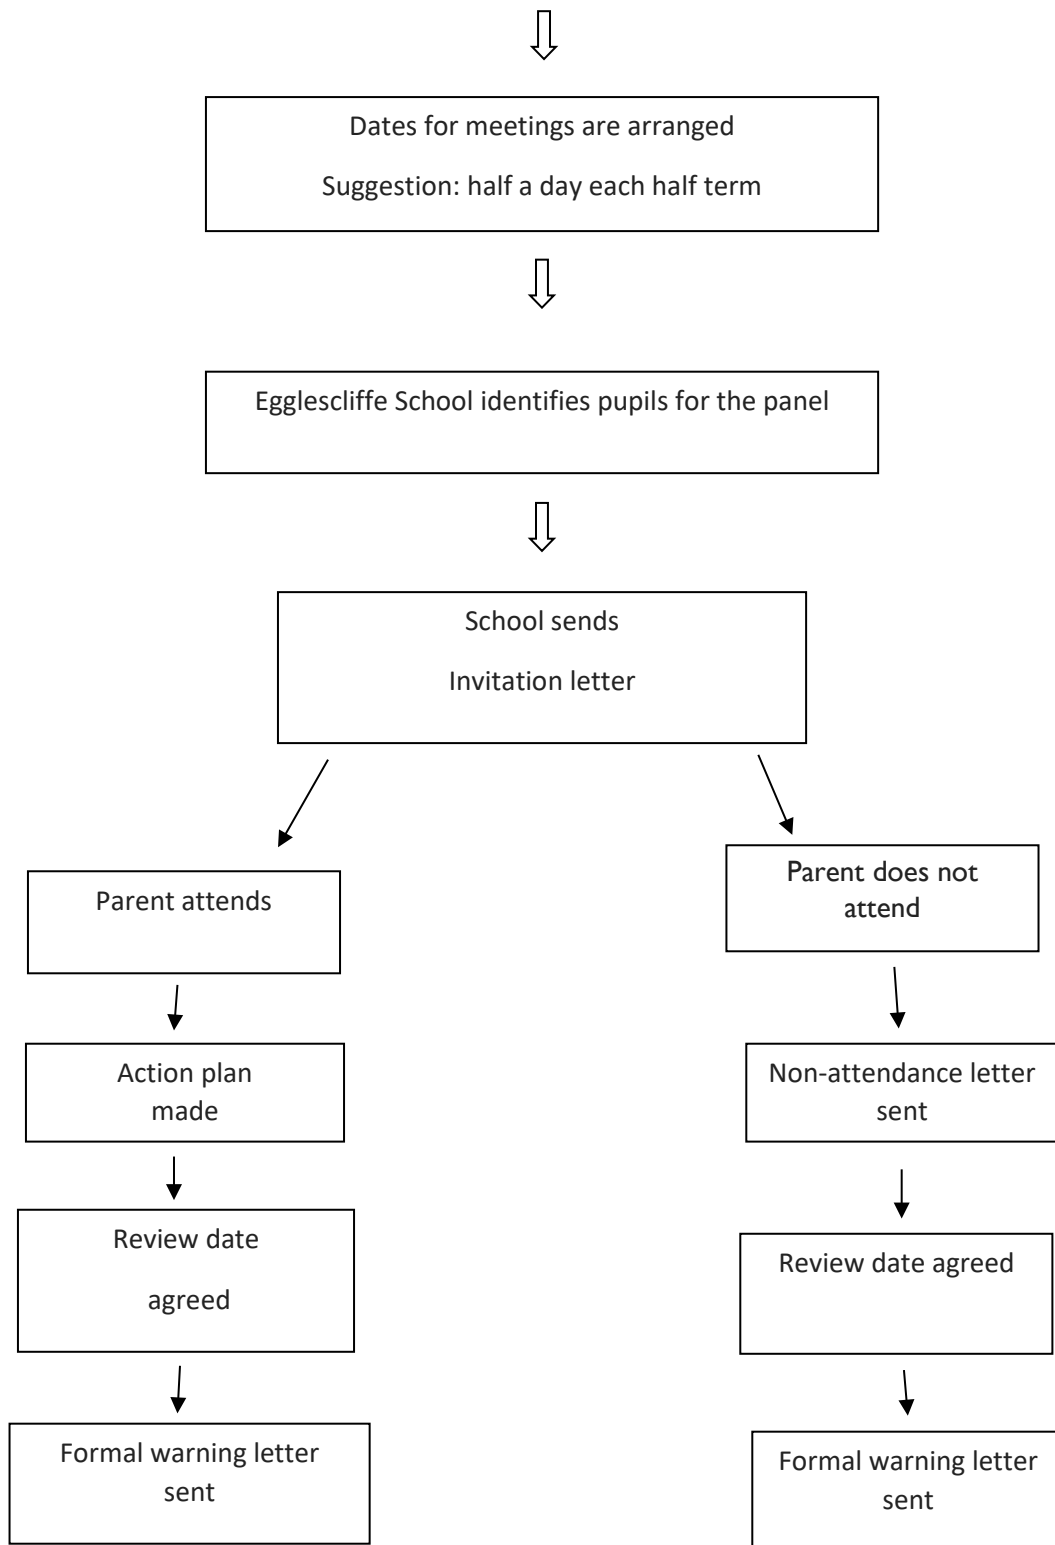 Dates for meetings are arranged
Suggestion: half a day each half term
Egglescliffe School identifies pupils for the panel
School sends
Invitation letter
Parent attends
Parent does not
attend
Action plan
made
Non-attendance letter
sent
Review date
agreed
Review date agreed
Formal warning letter
sent
Formal warning letter
sent